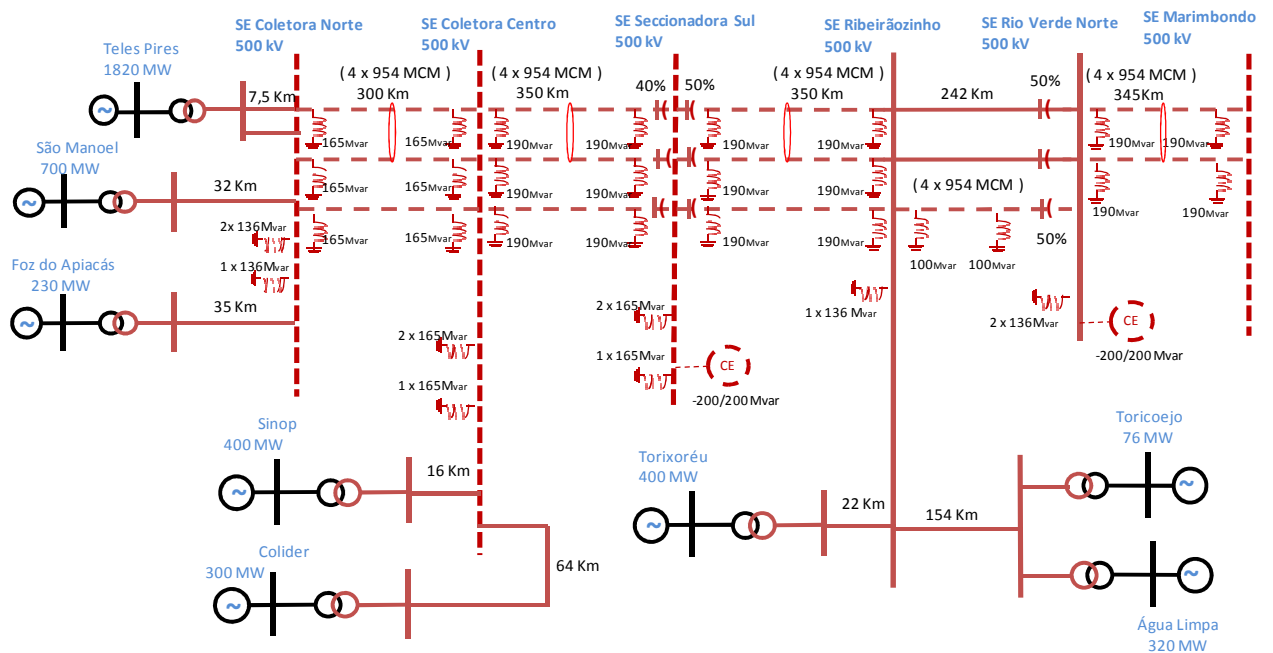 SE Coletora Norte
500 kV
SE Coletora Centro
500 kV
SE Seccionadora Sul
500 kV
SE Ribeirãozinho
500 kV
SE Rio Verde Norte
500 kV
SE Marimbondo
500 kV
Teles Pires
1820 MW
7,5 Km
( 4 x 954 MCM )
300 Km
( 4 x 954 MCM )
350 Km
40%
50%
( 4 x 954 MCM )
350 Km
242 Km
50%
( 4 x 954 MCM )
345Km
165Mvar
165Mvar
190Mvar
190Mvar
190Mvar
190Mvar
190Mvar
190Mvar
São Manoel
700 MW
32 Km
165Mvar
165Mvar
190Mvar
190Mvar
190Mvar
190Mvar
( 4 x 954 MCM )
190Mvar
190Mvar
2x 136Mvar
165Mvar
165Mvar
190Mvar
190Mvar
190Mvar
190Mvar
100Mvar
100Mvar
50%
1 x 136Mvar
Foz do Apiacás
230 MW
35 Km
2 x 165Mvar
1 x 165Mvar
2 x 165Mvar
1 x 165Mvar
CE
-200/200 Mvar
1 x 136 Mvar
2 x 136Mvar
CE
-200/200Mvar
Sinop
400 MW
~
16 Km
Colider
300 MW
~
64 Km
Torixoréu
400 MW
~
22 Km
154 Km
Toricoejo
76 MW
~
~
Água Limpa
320 MW
~
~
~